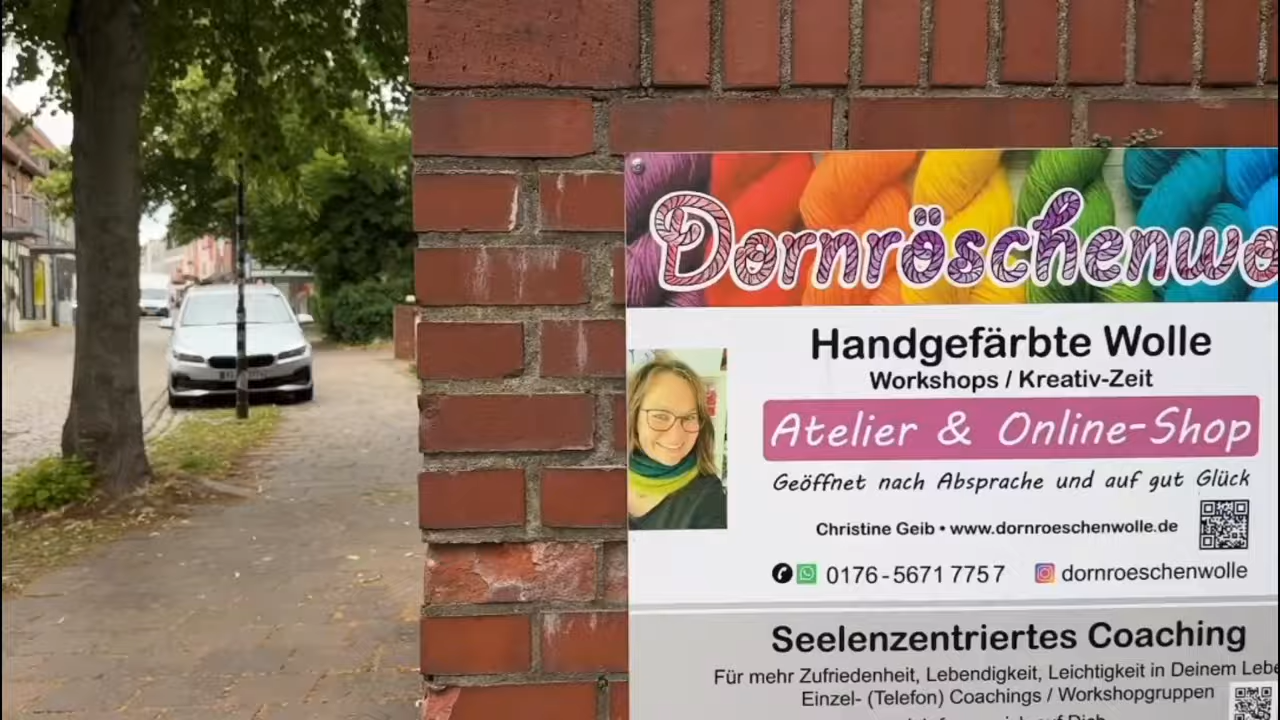 Dornröschenwo
Handgefärbte Wolle
Workshops / Kreativ-Zeit
Atelier & Online-Shop
Geöffnet nach Absprache und auf gut Glück
Christine Geib • www.dornroeschenwolle.de
0176-5671 7757
dornroeschenwolle
Seelenzentriertes Coaching
Für mehr Zufriedenheit, Lebendigkeit, Leichtigkeit in Deinem Lebe
Einzel- (Telefon) Coachings / Workshopgruppen